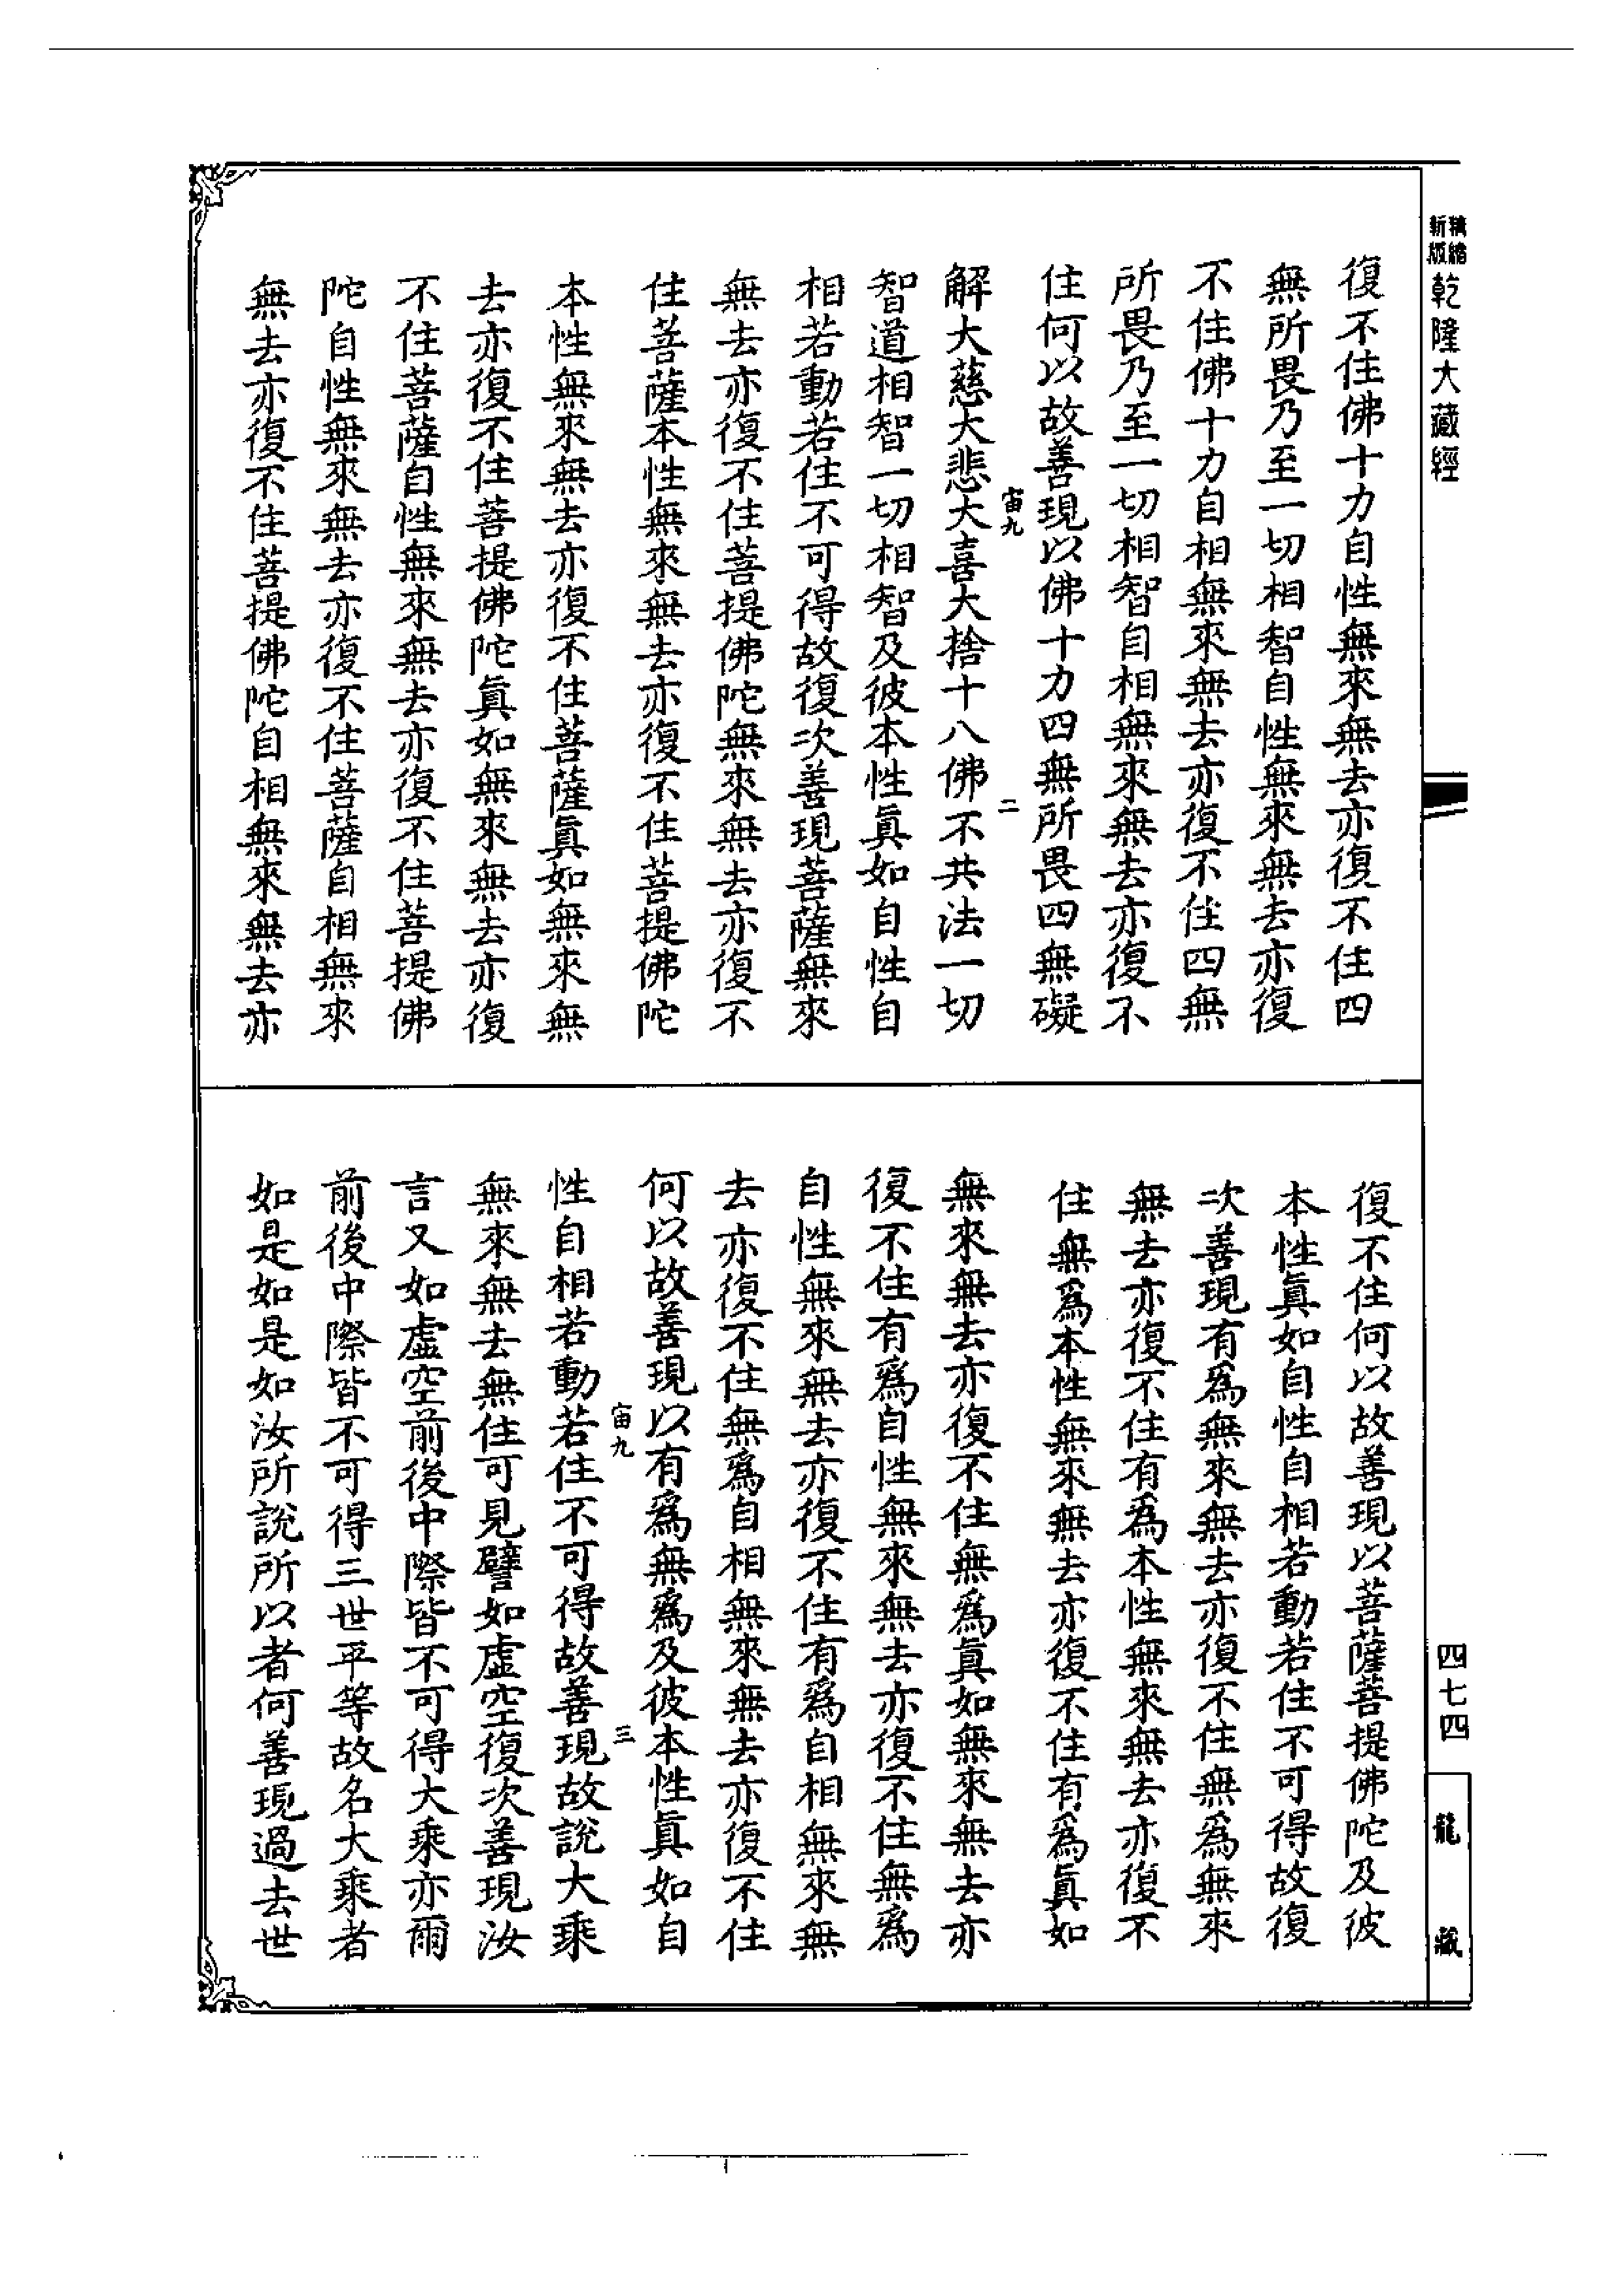 精縮新版乾隆大藏經
復不住佛十力自性無來無去亦復不住四
無所畏乃至一切相智自性無來無去亦復
不住佛十力自相無來無去亦復不住四無
所畏乃至一切相智自相無來無去亦復不
住何以故善現以佛十力四無所畏四無礙
宙九 二
解大慈大悲大喜大捨十八佛不共法一切
智道相智一切相智及彼本性真如自性自
相若動若住不可得故復次善現菩薩無來
無去亦復不住菩提佛陀無來無去亦復不
住菩薩本性無來無去亦復不住菩提佛陀
本性無來無去亦復不住菩薩真如無來無
去亦復不住菩提佛陀真如無來無去亦復
不住菩薩自性無來無去亦復不住菩提佛
陀自性無來無去亦復不住菩薩自相無來
無去亦復不住菩提佛陀自相無來無去亦
復不住何以故善現以菩薩菩提佛陀及彼
本性真如自性自相若動若住不可得故復
次善現有為無來無去亦復不住無為無來
無去亦復不住有為本性無來無去亦復不
住無為本性無來無去亦復不住有為真如
無來無去亦復不住無為真如無來無去亦
復不住有為自性無來無去亦復不住無為
自性無來無去亦復不住有為自相無來無
去亦復不住無為自相無來無去亦復不住
何以故善現以有為無為及彼本性真如自
宙九 三
性自相若動若住不可得故善現故說大乘
無來無去無住可見譬如虛空復次善現汝
言又如虛空前後中際皆不可得大乘亦爾
前後中際皆不可得三世平等故名大乘者
如是如是如汝所說所以者何善現過去世
四七四
龍藏